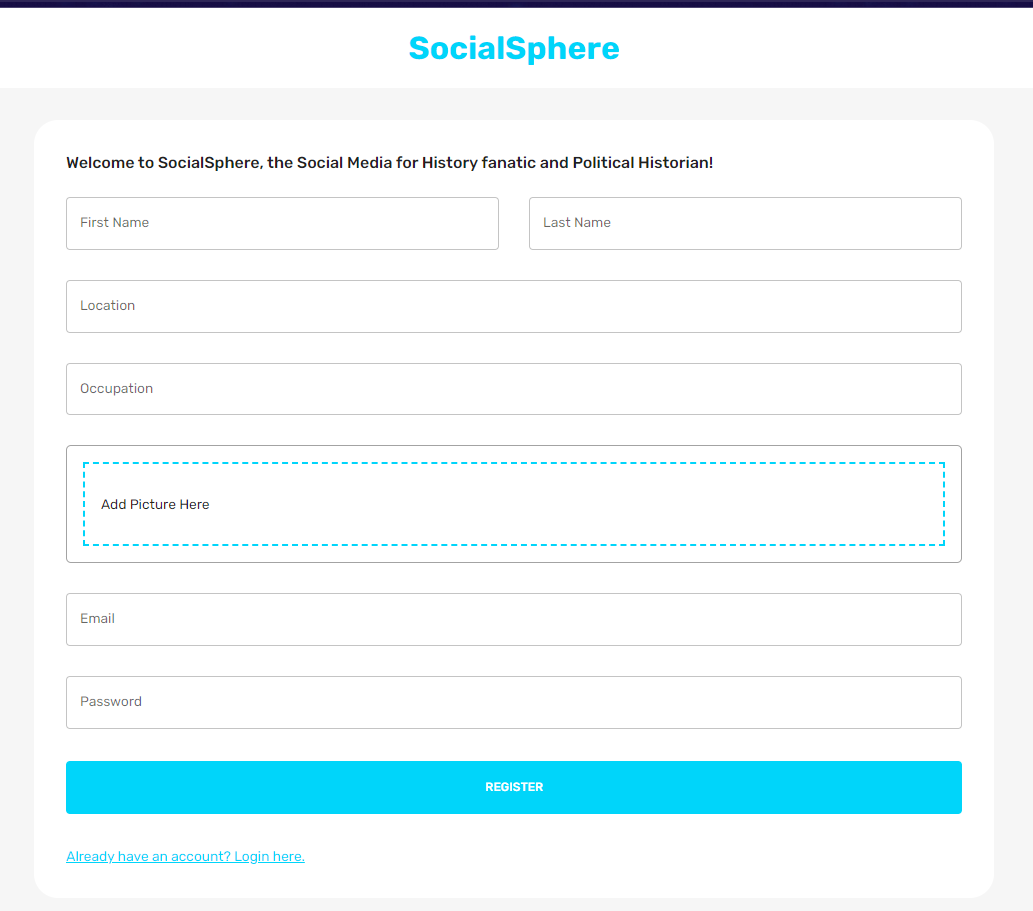 SocialSphere
Welcome to SocialSphere, the Social Media for History fanatic and Political Historian!
First Name
Last Name
Location
Occupation
Add Picture Here
Email
Password
REGISTER
Already have an account? Login here.